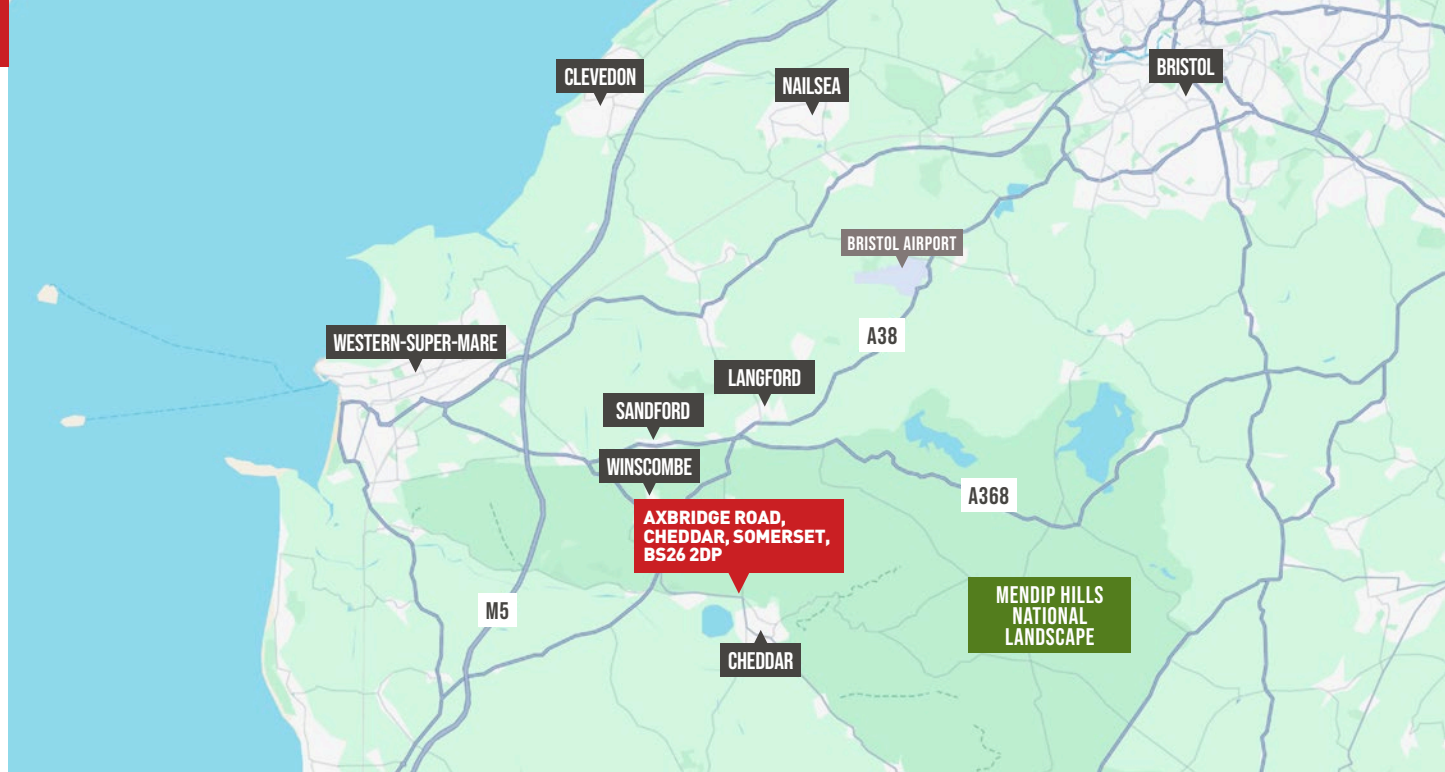 CLEVEDON
NAILSEA
BRISTOL
BRISTOL AIRPORT
WESTERN-SUPER-MARE
A38
LANGFORD
SANDFORD
WINSCOMBE
A368
AXBRIDGE ROAD,
CHEDDAR, SOMERSET,
BS26 2DP
M5
MENDIP HILLS
NATIONAL
LANDSCAPE
CHEDDAR